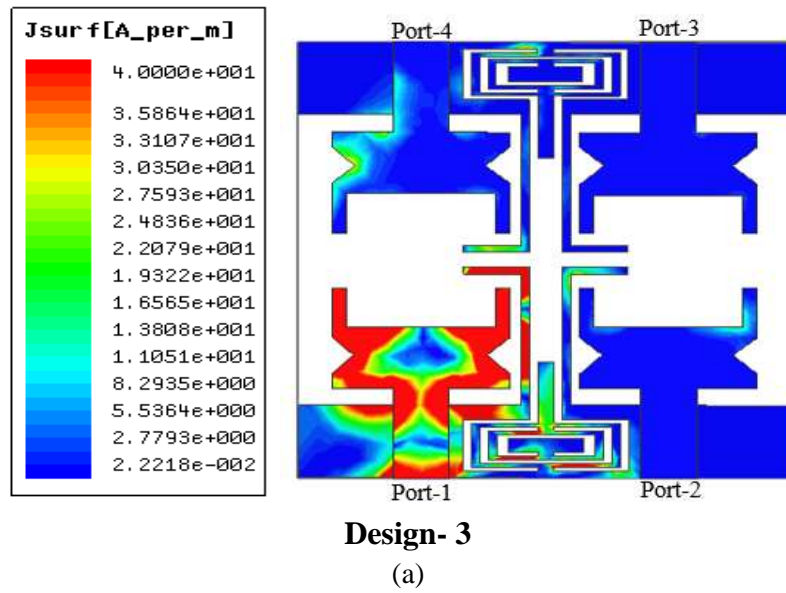 Jsurf[A_per_m]
4.0000e+001
3.5864e+001
3.3107e+001
3.0350e+001
2.7593e+001
2.4836e+001
2.2079e+001
1.9322e+001
1.6565e+001
1.3808e+001
1.1051e+001
8.2935e+000
5.5364e+000
2.7793e+000
2.2218e-002
Port-4
Port-3
Port-1
Port-2
Design- 3
(a)